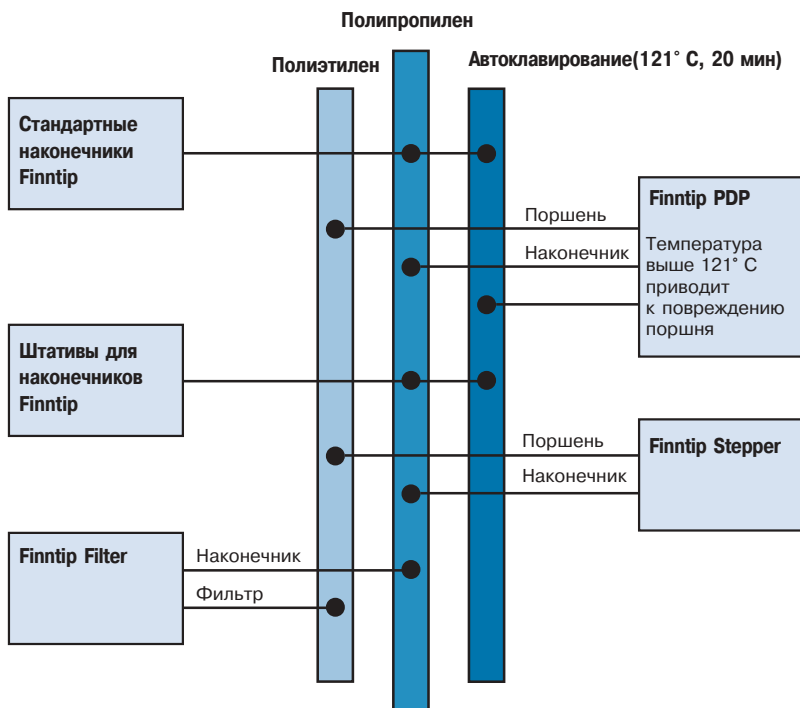 Полипропилен
Полиэтилен
Автоклавирование(121° С, 20 мин)
Стандартные
наконечники
Finntip
Поршень
Наконечник
Finntip PDP
Температура
выше 121° С
приводит
к повреждению
поршня
Штативы для
наконечников
Finntip
Поршень
Наконечник
Finntip Stepper
Finntip Filter
Наконечник
Фильтр